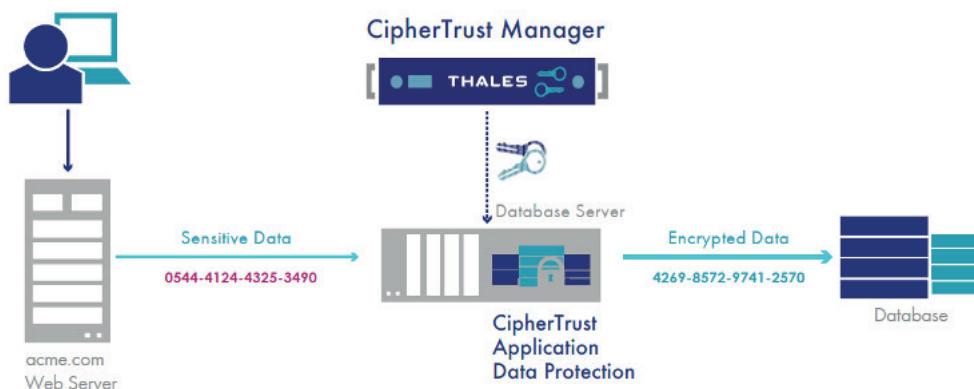 CipherTrust Manager
THALES
Database Server
Sensitive Data
0544-4124-4325-3490
Encrypted Data
4269-8572-9741-2570
CipherTrust
Application
Data Protection
Database
acme.com
Web Server